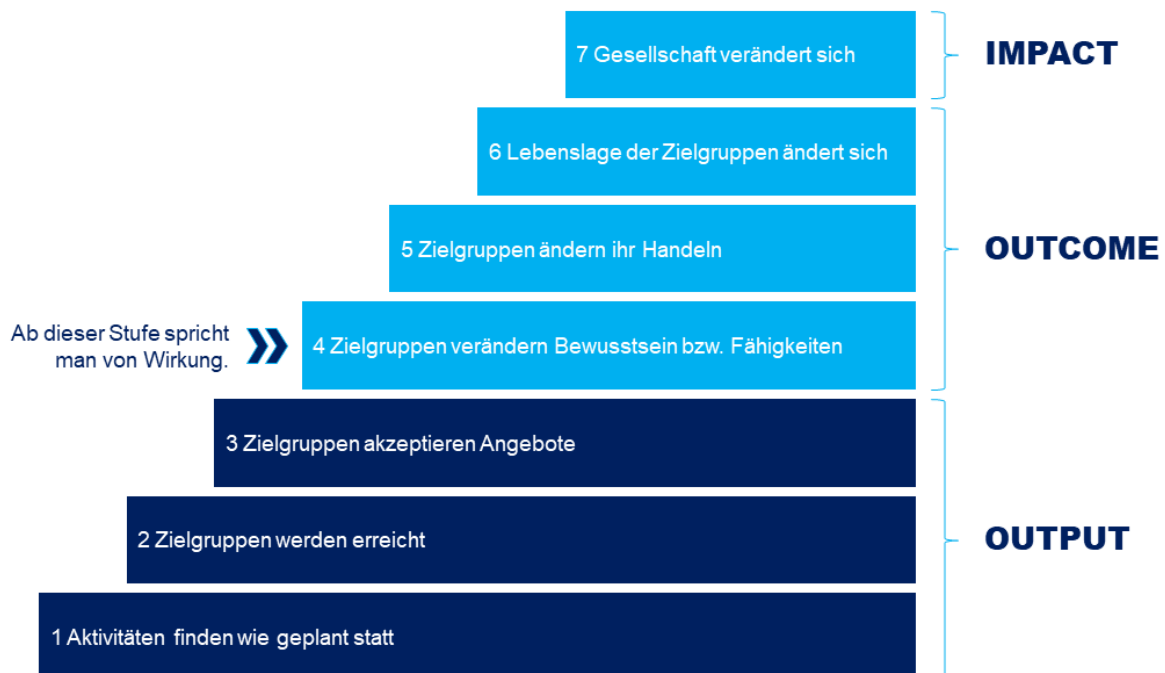 7 Gesellschaft verändert sich
IMPACT
6 Lebenslage der Zielgruppen ändert sich
5 Zielgruppen ändern ihr Handeln
OUTCOME
Ab dieser Stufe spricht
man von Wirkung.
4 Zielgruppen verändern Bewusstsein bzw. Fähigkeiten
3 Zielgruppen akzeptieren Angebote
2 Zielgruppen werden erreicht
OUTPUT
1 Aktivitäten finden wie geplant statt